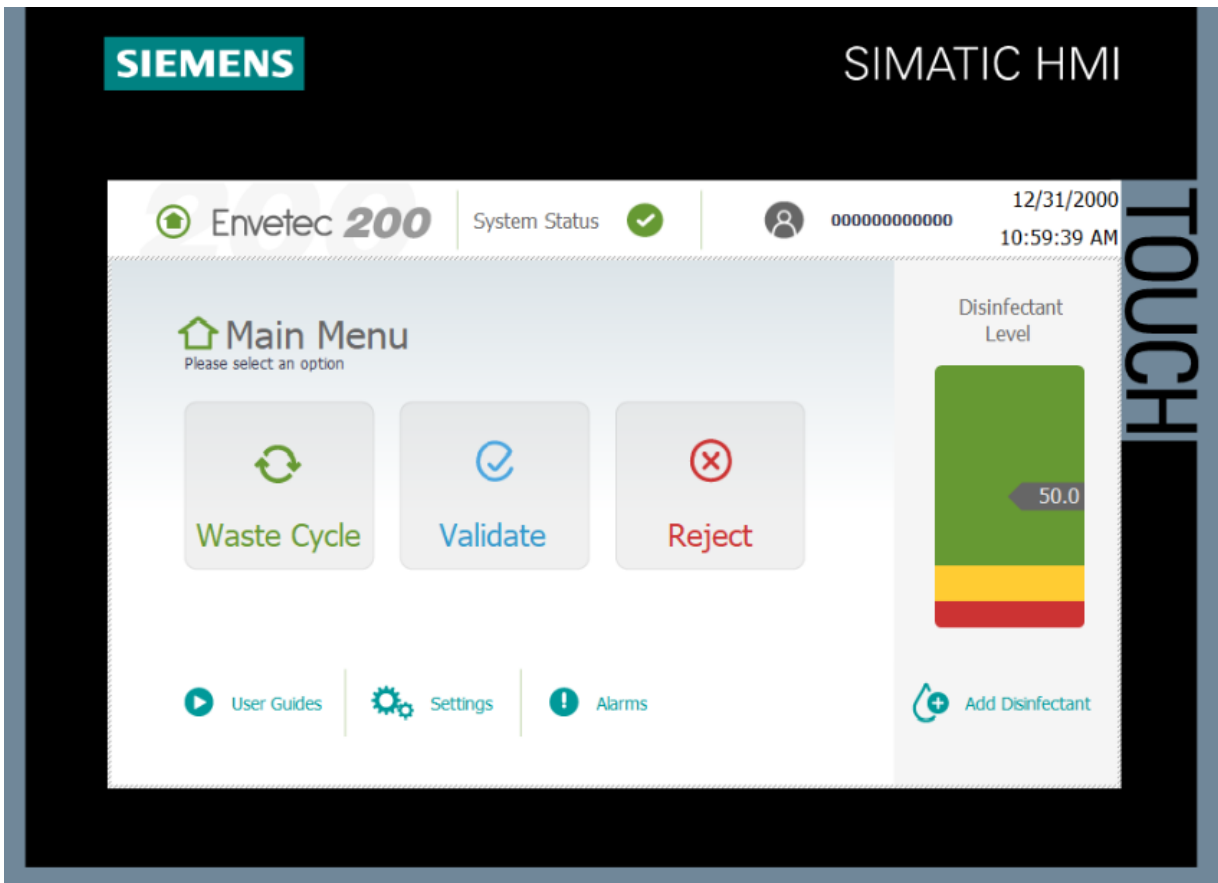 SIEMENS
SIMATIC HMI
TOUCH
200
Envetec 200
System Status
000000000000
12/31/2000
10:59:39 AM
Main Menu
Please select an option
Waste Cycle
Validate
Reject
Disinfectant
Level
50.0
User Guides
Settings
Alarms
Add Disinfectant